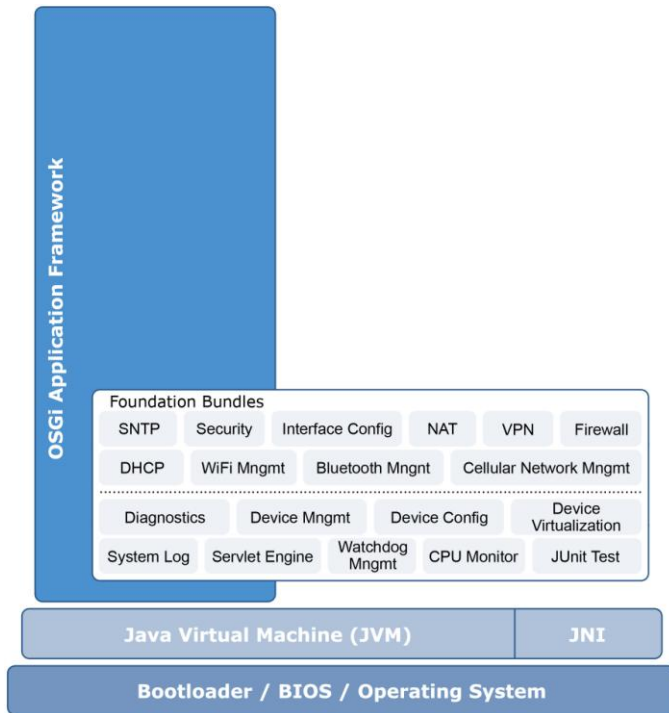 OSGi Application Framework
Foundation Bundles
SNTP Security Interface Config NAT VPN Firewall
DHCP WiFi Mngmt Bluetooth Mngnt Cellular Network Mngmt
Diagnostics Device Mngmt Device Config Device
Virtualization
System Log Servlet Engine Watchdog
Mngmt CPU Monitor JUnit Test
Java Virtual Machine (JVM) JNI
Bootloader / BIOS / Operating System